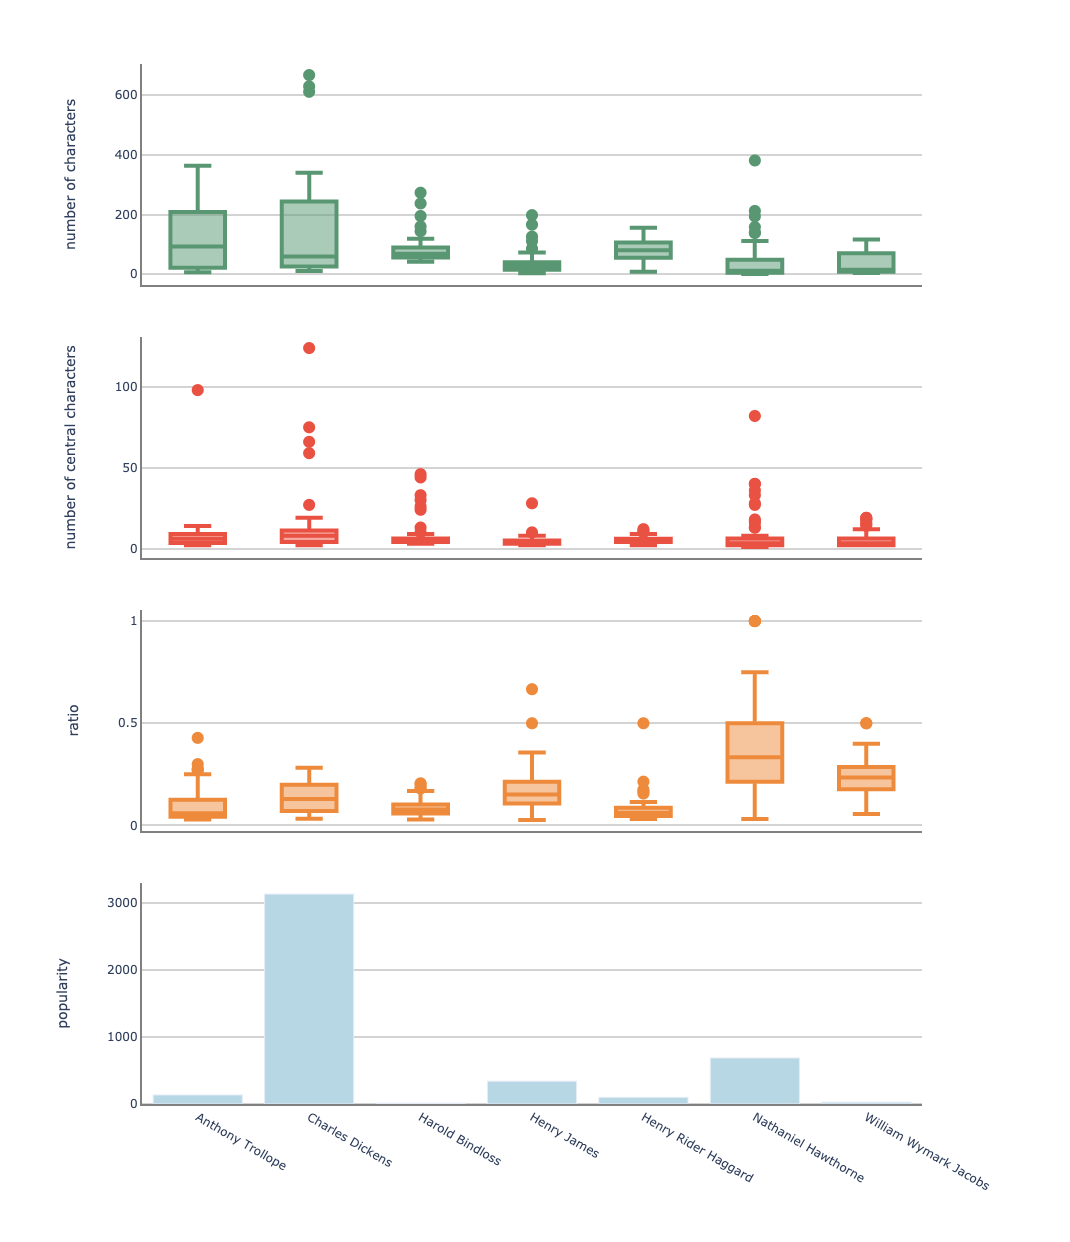 number of characters
600
400
200
0
number of central characters
100
50
0
ratio
1
0.5
0
popularity
3000
2000
1000
0
Anthony Trollope
Charles Dickens
Harold Bindloss
Henry James
Henry Rider Haggard
Nathaniel Hawthorne
William Wymark Jacobs